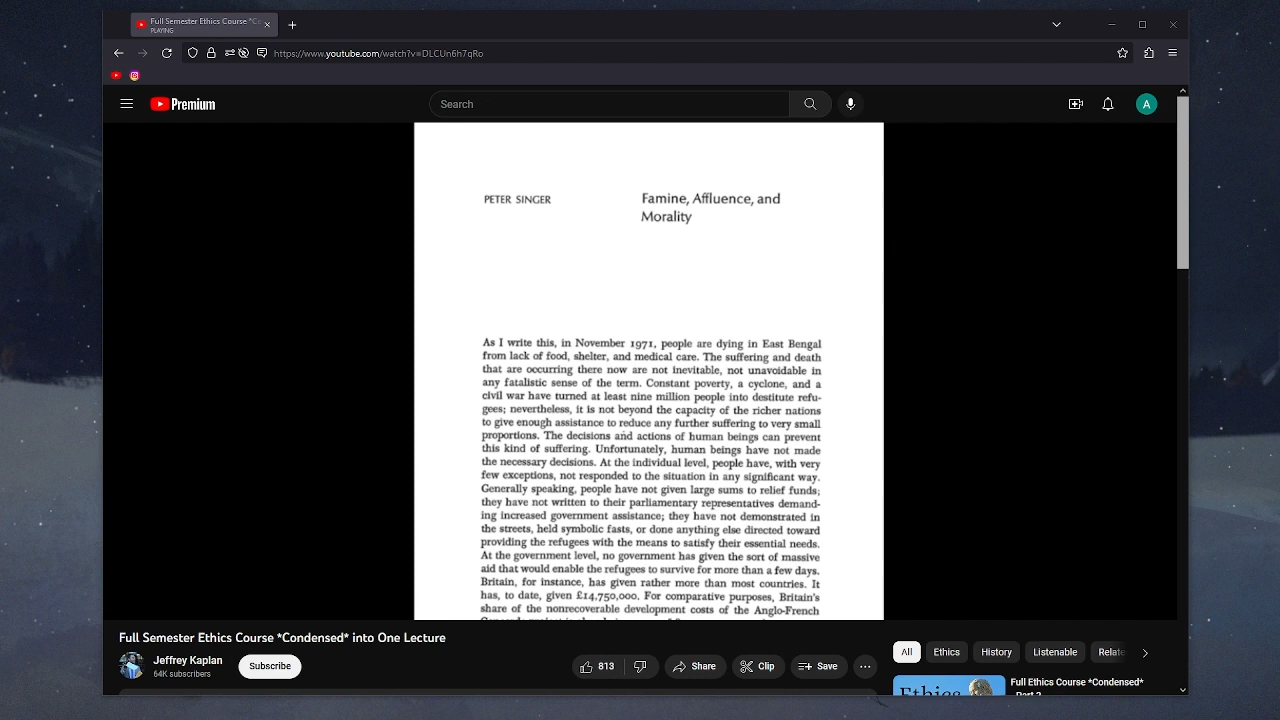 Full Semester Ethics Course *Co
PLAYING
https://www.youtube.com/watch?v=DLCUn6h7qRo
Premium
Search
A
PETER SINGER
Famine, Affluence, and
Morality
As I write this, in November 1971, people are dying in East Bengal
from lack of food, shelter, and medical care. The suffering and death
that are occurring there now are not inevitable, not unavoidable in
any fatalistic sense of the term. Constant poverty, a cyclone, and a
civil war have turned at least nine million people into destitute refu-
gees; nevertheless, it is not beyond the capacity of the richer nations
to give enough assistance to reduce any further suffering to very small
proportions. The decisions and actions of human beings can prevent
this kind of suffering. Unfortunately, human beings have not made
the necessary decisions. At the individual level, people have, with very
few exceptions, not responded to the situation in any significant way.
Generally speaking, people have not given large sums to relief funds;
they have not written to their parliamentary representatives demand-
ing increased government assistance; they have not demonstrated in
the streets, held symbolic fasts, or done anything else directed toward
providing the refugees with the means to satisfy their essential needs.
At the government level, no government has given the sort of massive
aid that would enable the refugees to survive for more than a few days.
Britain, for instance, has given rather more than most countries. It
has, to date, given £14,750,000. For comparative purposes, Britain's
share of the nonrecoverable development costs of the Anglo-French
Full Semester Ethics Course *Condensed* into One Lecture
Jeffrey Kaplan
64K subscribers
Subscribe
813
Share
Clip
Save
All
Ethics
History
Listenable
Relate
Ethics
Full Ethics Course *Condensed*
Part 2